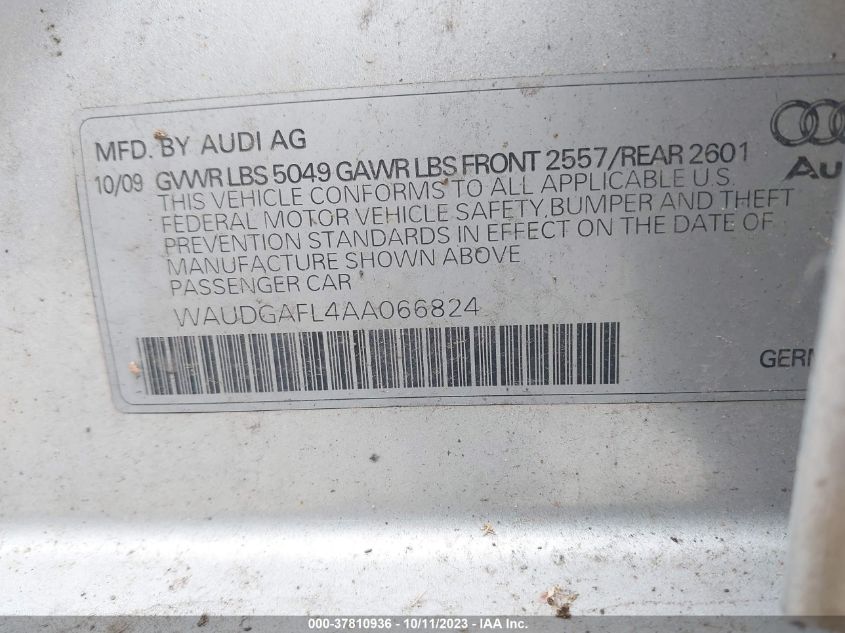 MFD. BY AUDI AG
10/09 GVWR LBS 5049 GAWR LBS FRONT 2557/REAR 2601
THIS VEHICLE CONFORMS TO ALL APPLICABLE U.S.
FEDERAL MOTOR VEHICLE SAFETY,BUMPER AND THEFT
PREVENTION STANDARDS IN EFFECT ON THE DATE OF
MANUFACTURE SHOWN ABOVE
PASSENGER CAR
WAUDGAFL4AA066824
Au
GERM
000-37810936 - 10/11/2023 - IAA Inc.